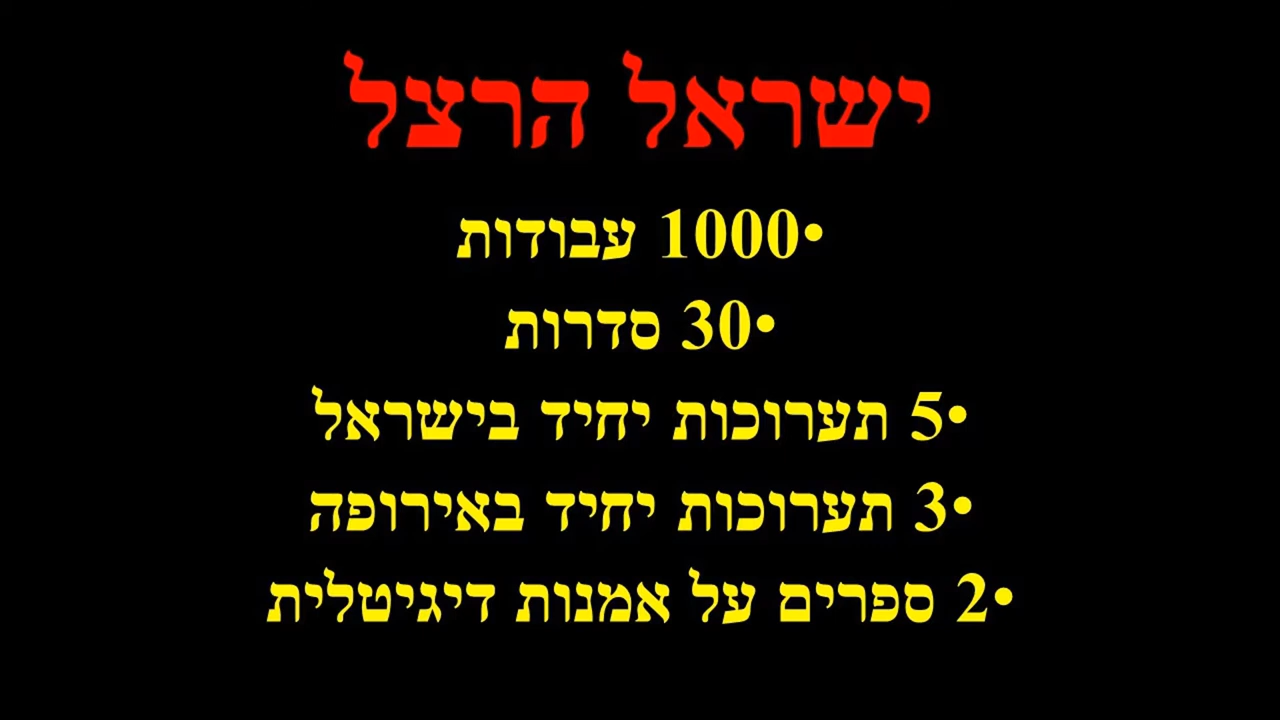 ישראל הרצל
•1000 עבודות
•30 סדרות
•5 תערוכות יחיד בישראל
•3 תערוכות יחיד באירופה
•2 ספרים על אמנות דיגיטלית